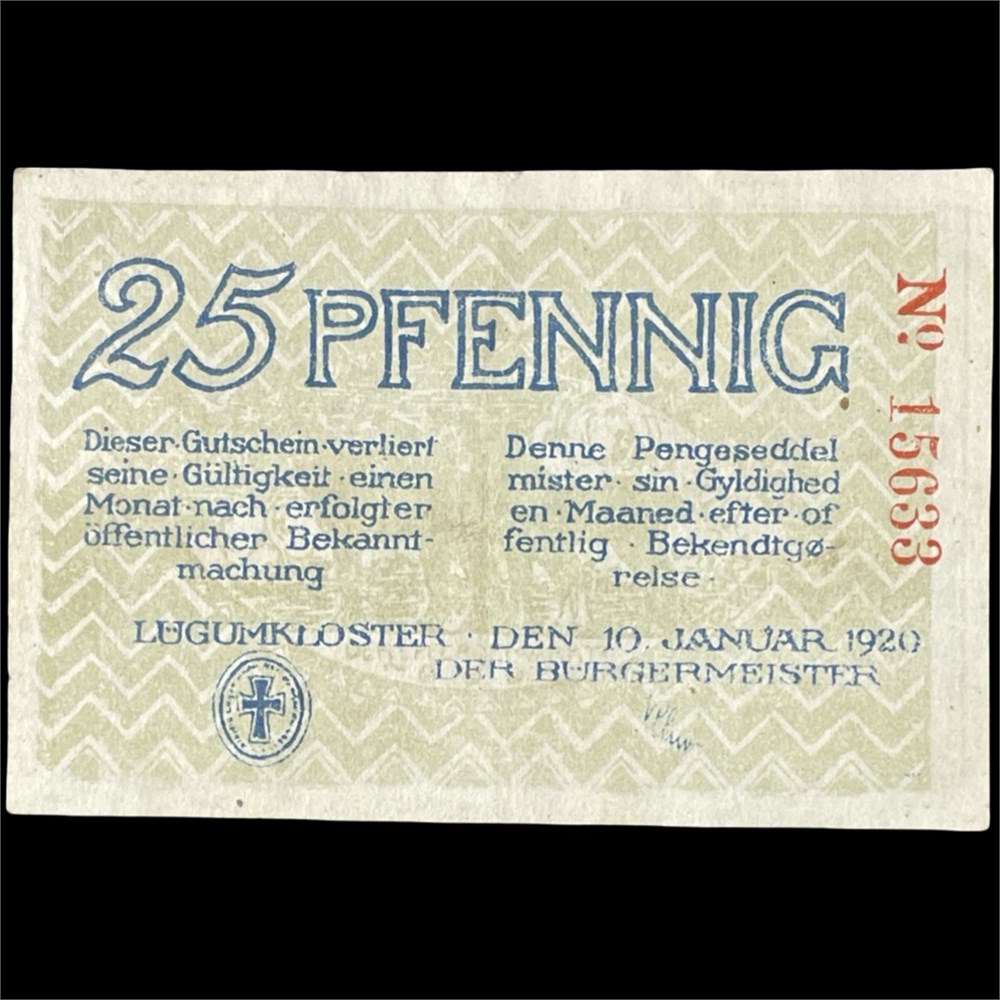 25 PFENNIG
Dieser·Gutschein·verliert
seine·Gültigkeit·einen
Monat·nach·erfolgter
öffentlicher Bekannt-
machung
Denne Pengeseddel
mister· sin·Gyldighed
en·Maaned·efter·of
fentlig · Bekendtgø-
relse·
LÜGUMKLOSTER · DEN 10. JANUAR 1920
DER BÜRGERMEISTER
No. 15633